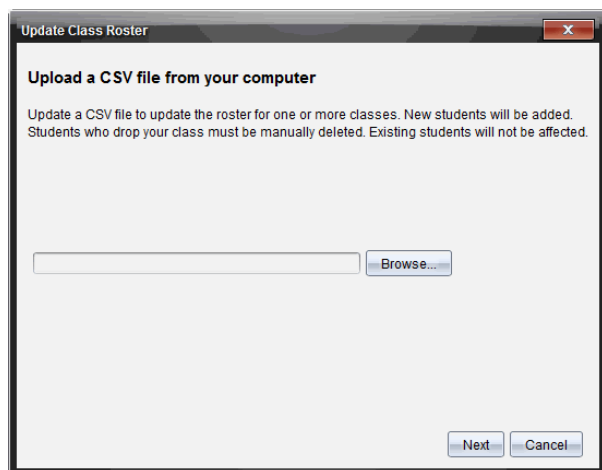 Update Class Roster
Upload a CSV file from your computer
Update a CSV file to update the roster for one or more classes. New students will be added.
Students who drop your class must be manually deleted. Existing students will not be affected.
Browse...
Next Cancel